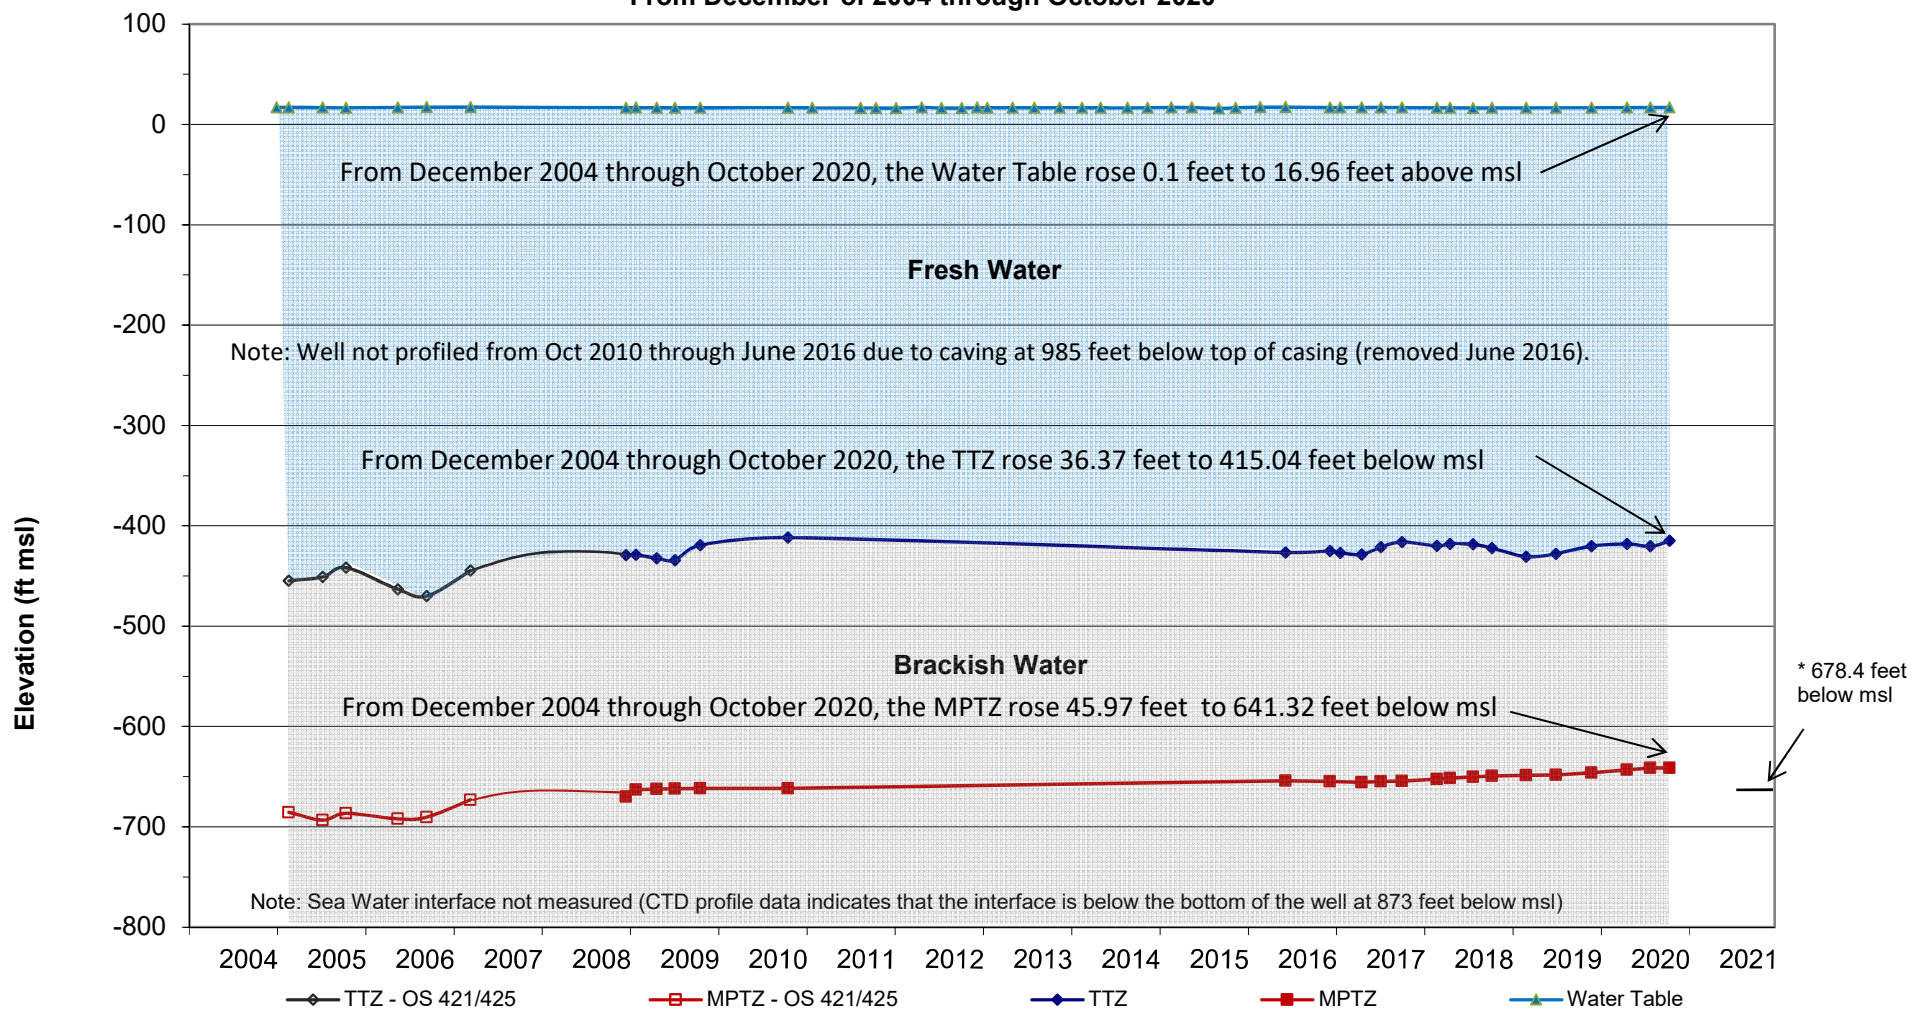 From December of 2004 through October 2020
100
0
-100
-200
-300
-400
-500
-600
-700
-800
Elevation (ft msl)
From December 2004 through October 2020, the Water Table rose 0.1 feet to 16.96 feet above msl
Fresh Water
Note: Well not profiled from Oct 2010 through June 2016 due to caving at 985 feet below top of casing (removed June 2016).
From December 2004 through October 2020, the TTZ rose 36.37 feet to 415.04 feet below msl
Brackish Water
From December 2004 through October 2020, the MPTZ rose 45.97 feet to 641.32 feet below msl
* 678.4 feet
below msl
Note: Sea Water interface not measured (CTD profile data indicates that the interface is below the bottom of the well at 873 feet below msl)
2004 2005 2006 2007 2008 2009 2010 2011 2012 2013 2014 2015 2016 2017 2018 2019 2020 2021
TTZ - OS 421/425 MPTZ - OS 421/425 TTZ MPTZ Water Table